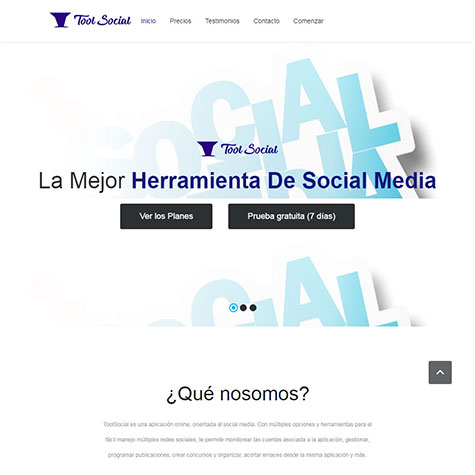 Tool Social Inicio Precios Testimonios Contacto Comenzar
SOCIAL
MEDIA
Tool Social
La Mejor Herramienta De Social Media
Ver los Planes Prueba gratuita (7 días)
SOCIAL
¿Qué nosomos?
ToolSocial es una aplicación online, orientada al social media. Con múltiples opciones y herramientas para el
fácil manejo múltiples redes sociales, te permite monitorear las cuentas asociada a la aplicación, gestionar,
programar publicaciones, crear concursos y organizar, acortar enlaces desde la misma aplicación y más.